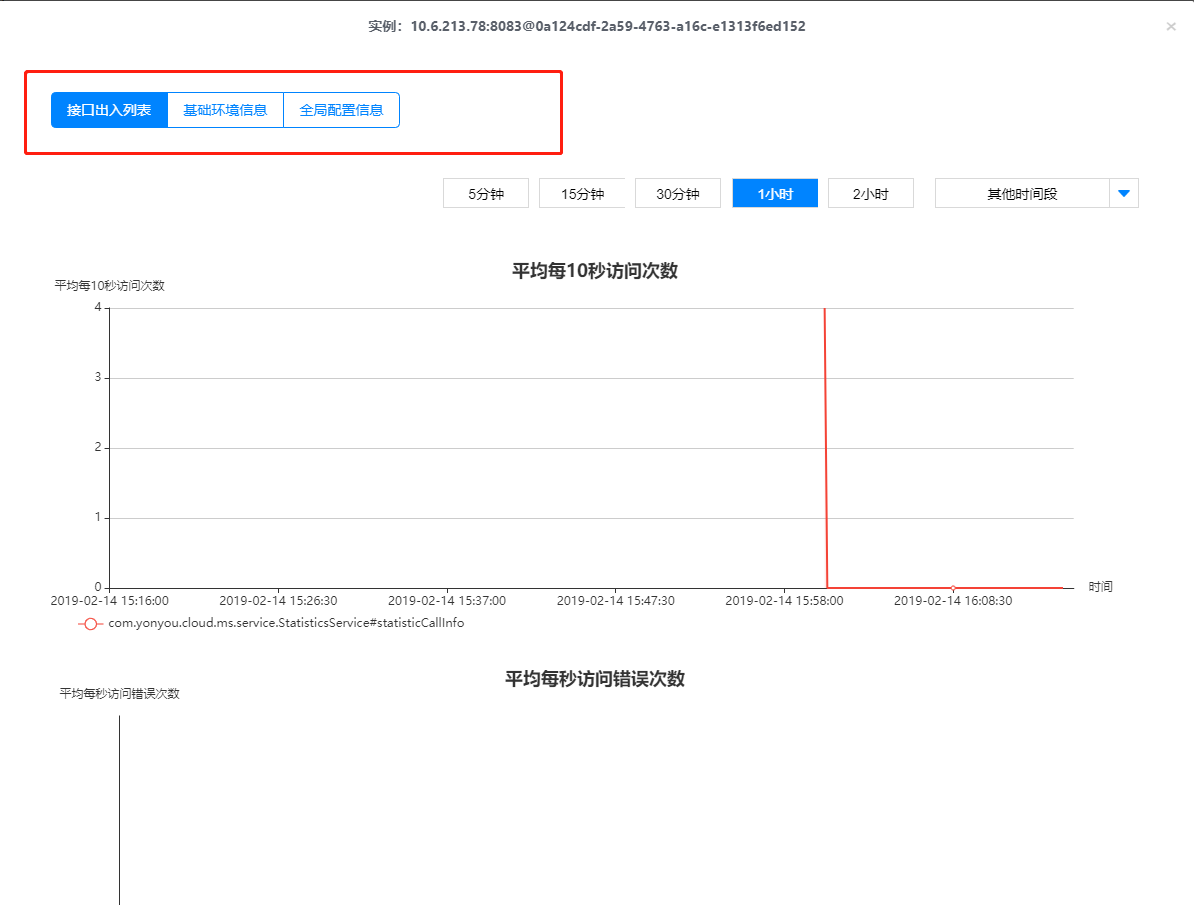 实例：10.6.213.78:8083@0a124cdf-2a59-4763-a16c-e1313f6ed152 ×
接口出入列表 基础环境信息 全局配置信息
5分钟 15分钟 30分钟 1小时 2小时 其他时间段
平均每10秒访问次数
平均每10秒访问次数
4
3
2
1
0
时间
2019-02-14 15:16:00 2019-02-14 15:26:30 2019-02-14 15:37:00 2019-02-14 15:47:30 2019-02-14 15:58:00 2019-02-14 16:08:30
com.yonyou.cloud.ms.service.StatisticsService#statisticCallInfo
平均每秒访问错误次数
平均每秒访问错误次数